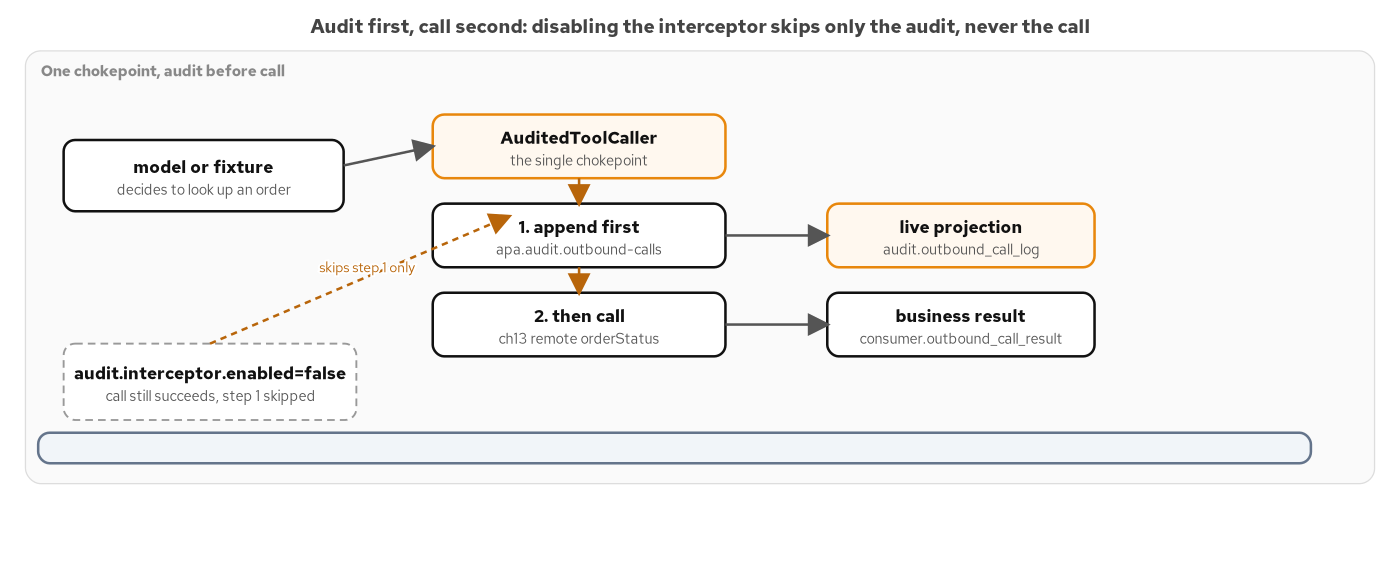 Audit first, call second: disabling the interceptor skips only the audit, never the call
One chokepoint, audit before call
AuditedToolCaller
the single chokepoint
model or fixture
decides to look up an order
1. append first
apa.audit.outbound-calls
live projection
audit.outbound_call_log
skips step 1 only
2. then call
ch13 remote orderStatus
business result
consumer.outbound_call_result
audit.interceptor.enabled=false
call still succeeds, step 1 skipped